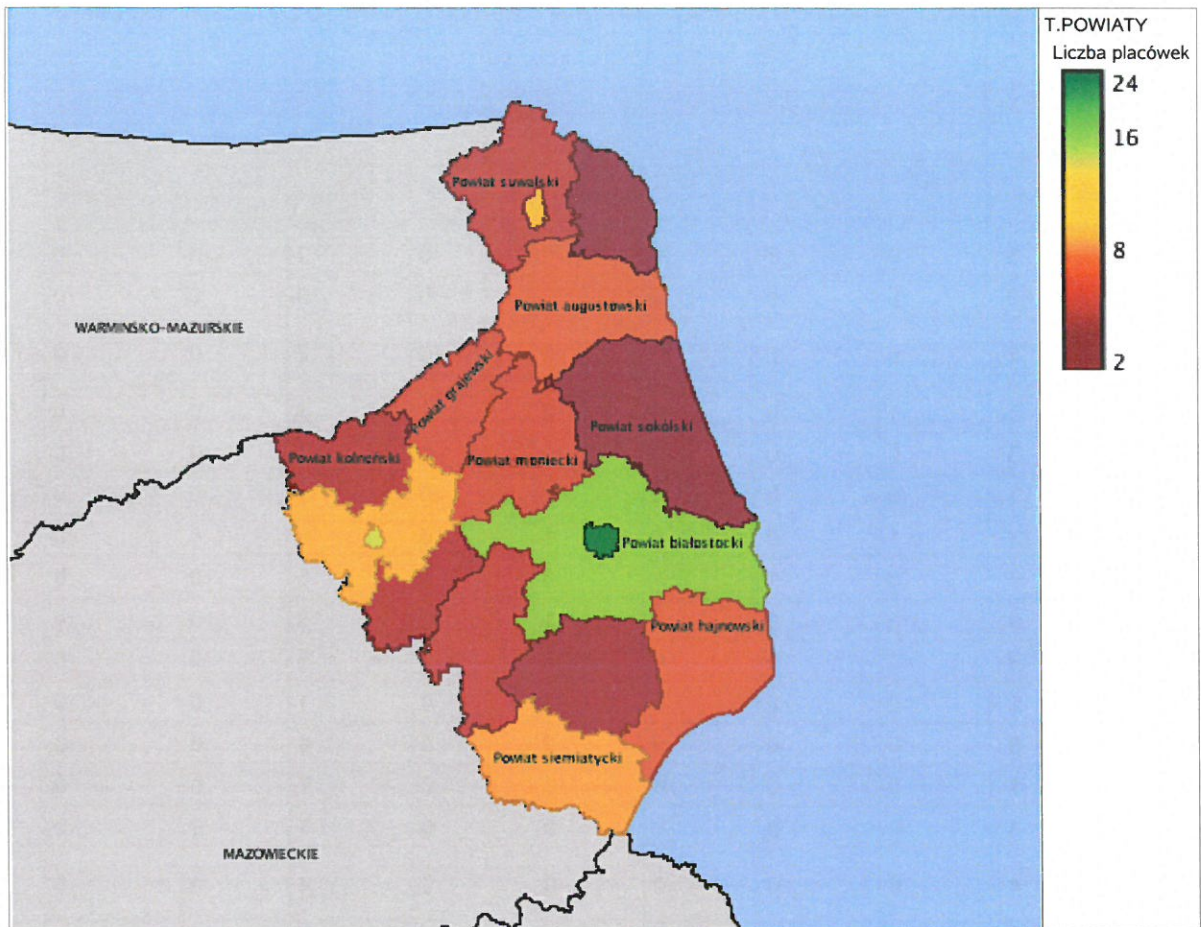 T.POWIATY
Liczba placówek
24
16
8
2
Powiat suwalski
Powiat augustowski
WARMIŃSKO-MAZURSKIE
Powiat grajewski
Powiat sokólski
Powiat kolneński
Powiat moniecki
Powiat białostocki
Powiat hajnowski
Powiat siemiatycki
MAZOWIECKIE